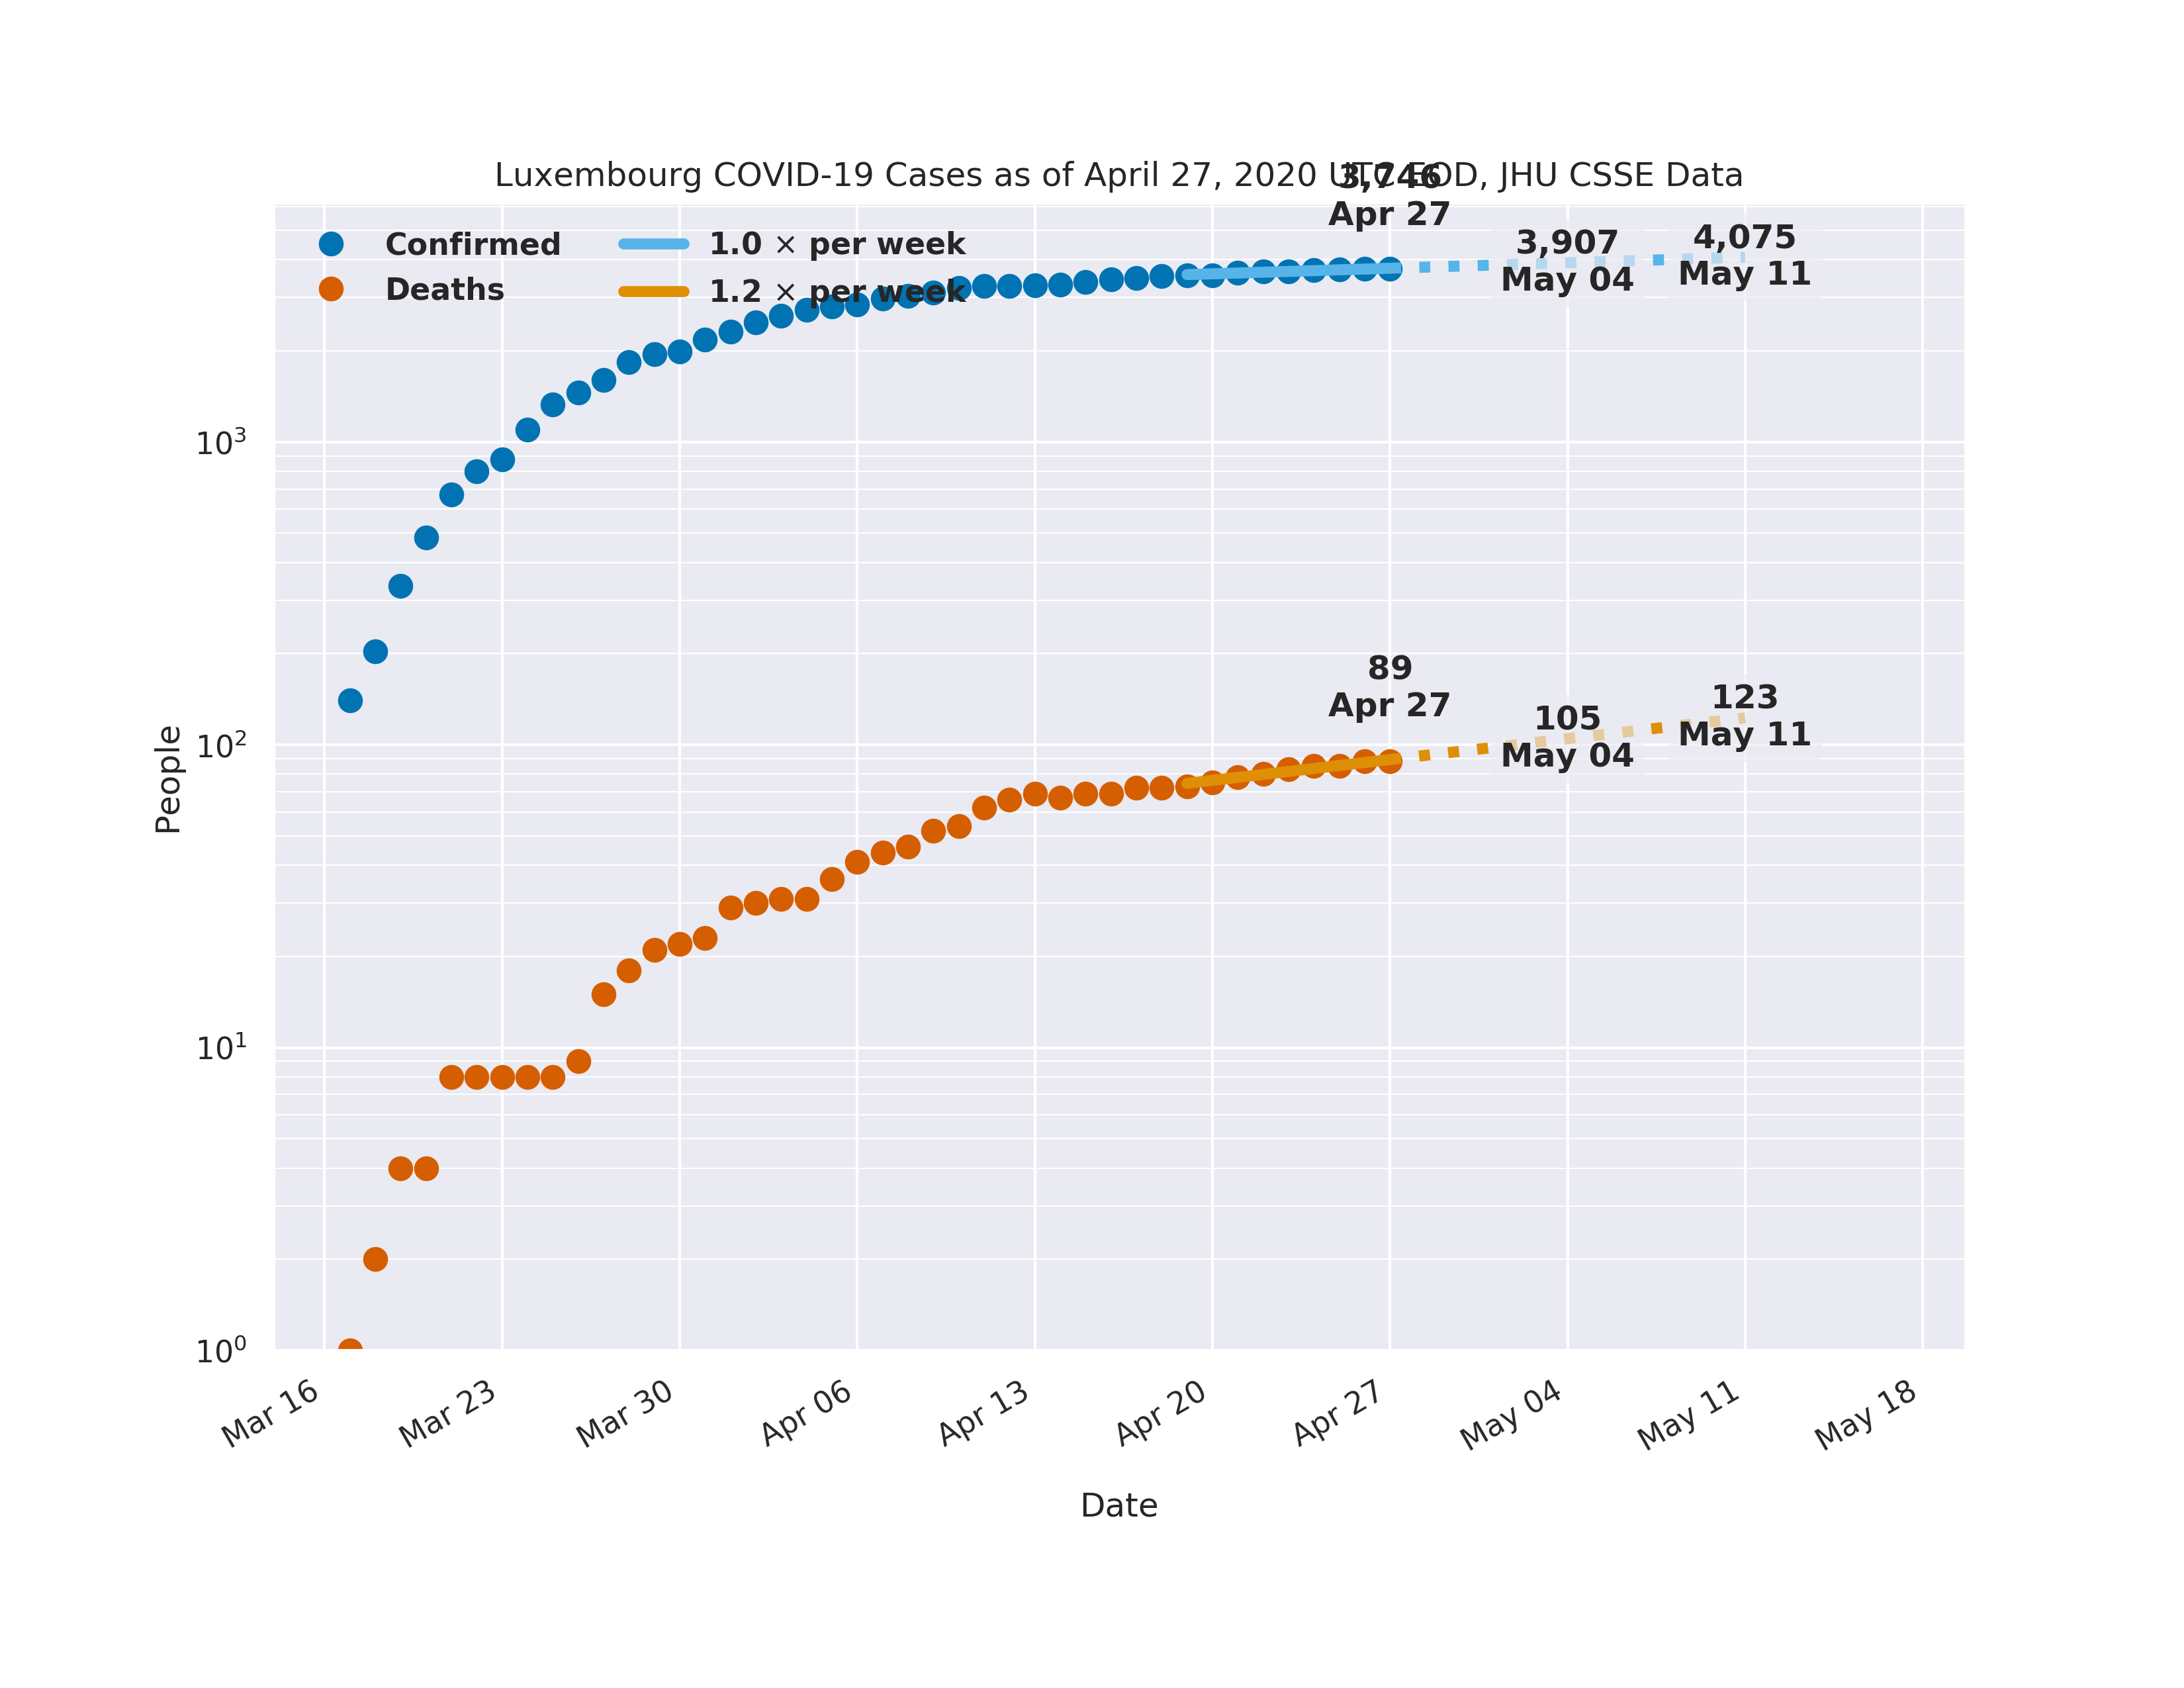 Luxembourg COVID-19 Cases as of April 27, 2020 UTC EOD, JHU CSSE Data
3,746
Apr 27
3,907
May 04
4,075
May 11
Confirmed
Deaths
1.0 × per week
1.2 × per week
89
Apr 27
105
May 04
123
May 11
People
10³
10²
10¹
10⁰
Mar 16
Mar 23
Mar 30
Apr 06
Apr 13
Apr 20
Apr 27
May 04
May 11
May 18
Date